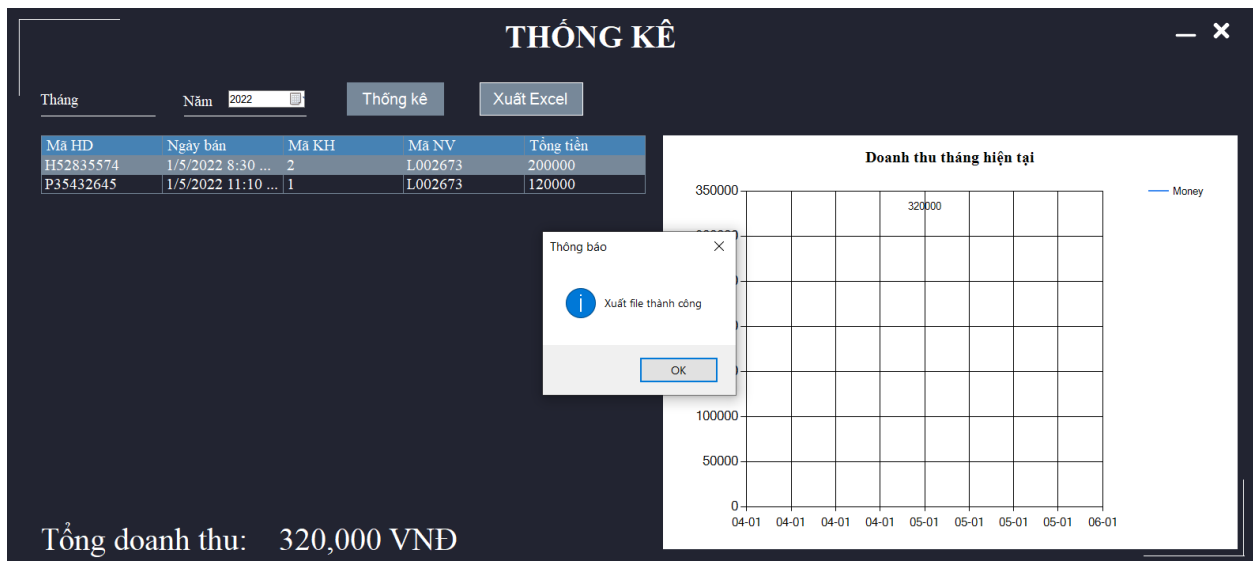 THỐNG KÊ
Tháng
Năm 2022
Thống kê
Xuất Excel
Mã HD Ngày bán Mã KH Mã NV Tổng tiền
H52835574 1/5/2022 8:30 ... 2 L002673 200000
P35432645 1/5/2022 11:10 ... 1 L002673 120000
Thông báo
Xuất file thành công
OK
Doanh thu tháng hiện tại
Money
350000
320000
100000
50000
0
04-01 04-01 04-01 04-01 05-01 05-01 05-01 05-01 06-01
Tổng doanh thu: 320,000 VNĐ